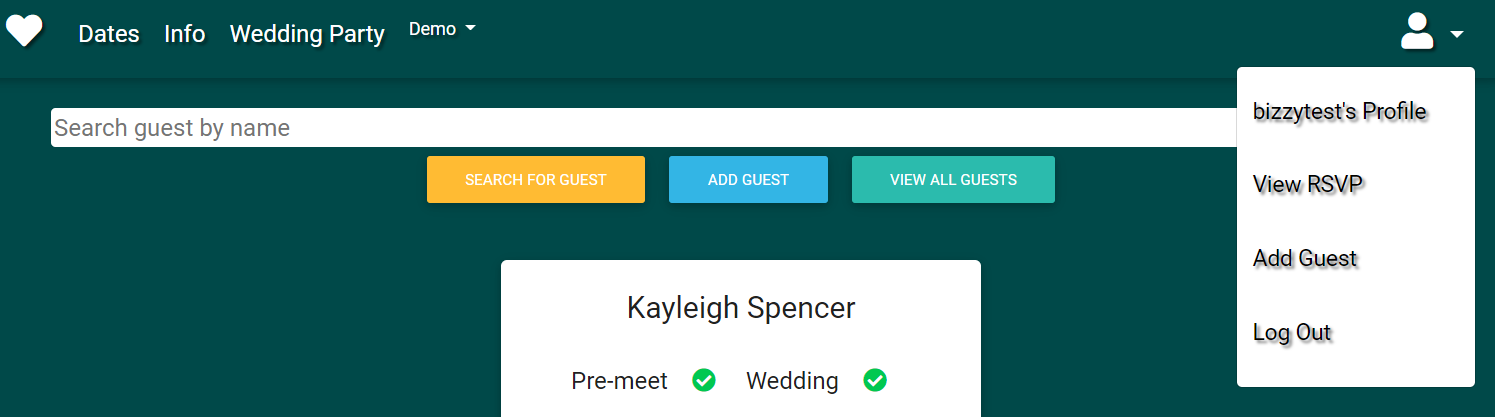 Dates Info Wedding Party Demo
bizzytest's Profile
Search guest by name
SEARCH FOR GUEST ADD GUEST VIEW ALL GUESTS
View RSVP
Add Guest
Kayleigh Spencer
Log Out
Pre-meet Wedding